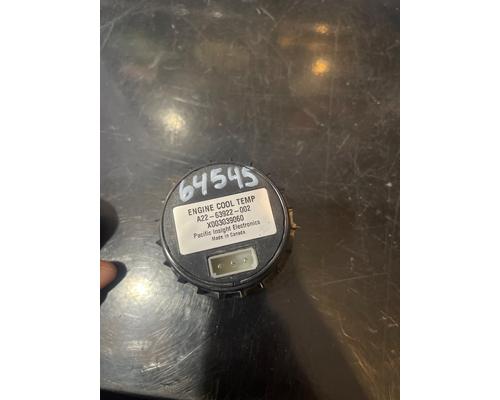 64545
ENGINE COOL TEMP
A22-63922-002
X003039060
Pacific Insight Electronics
Made in Canada